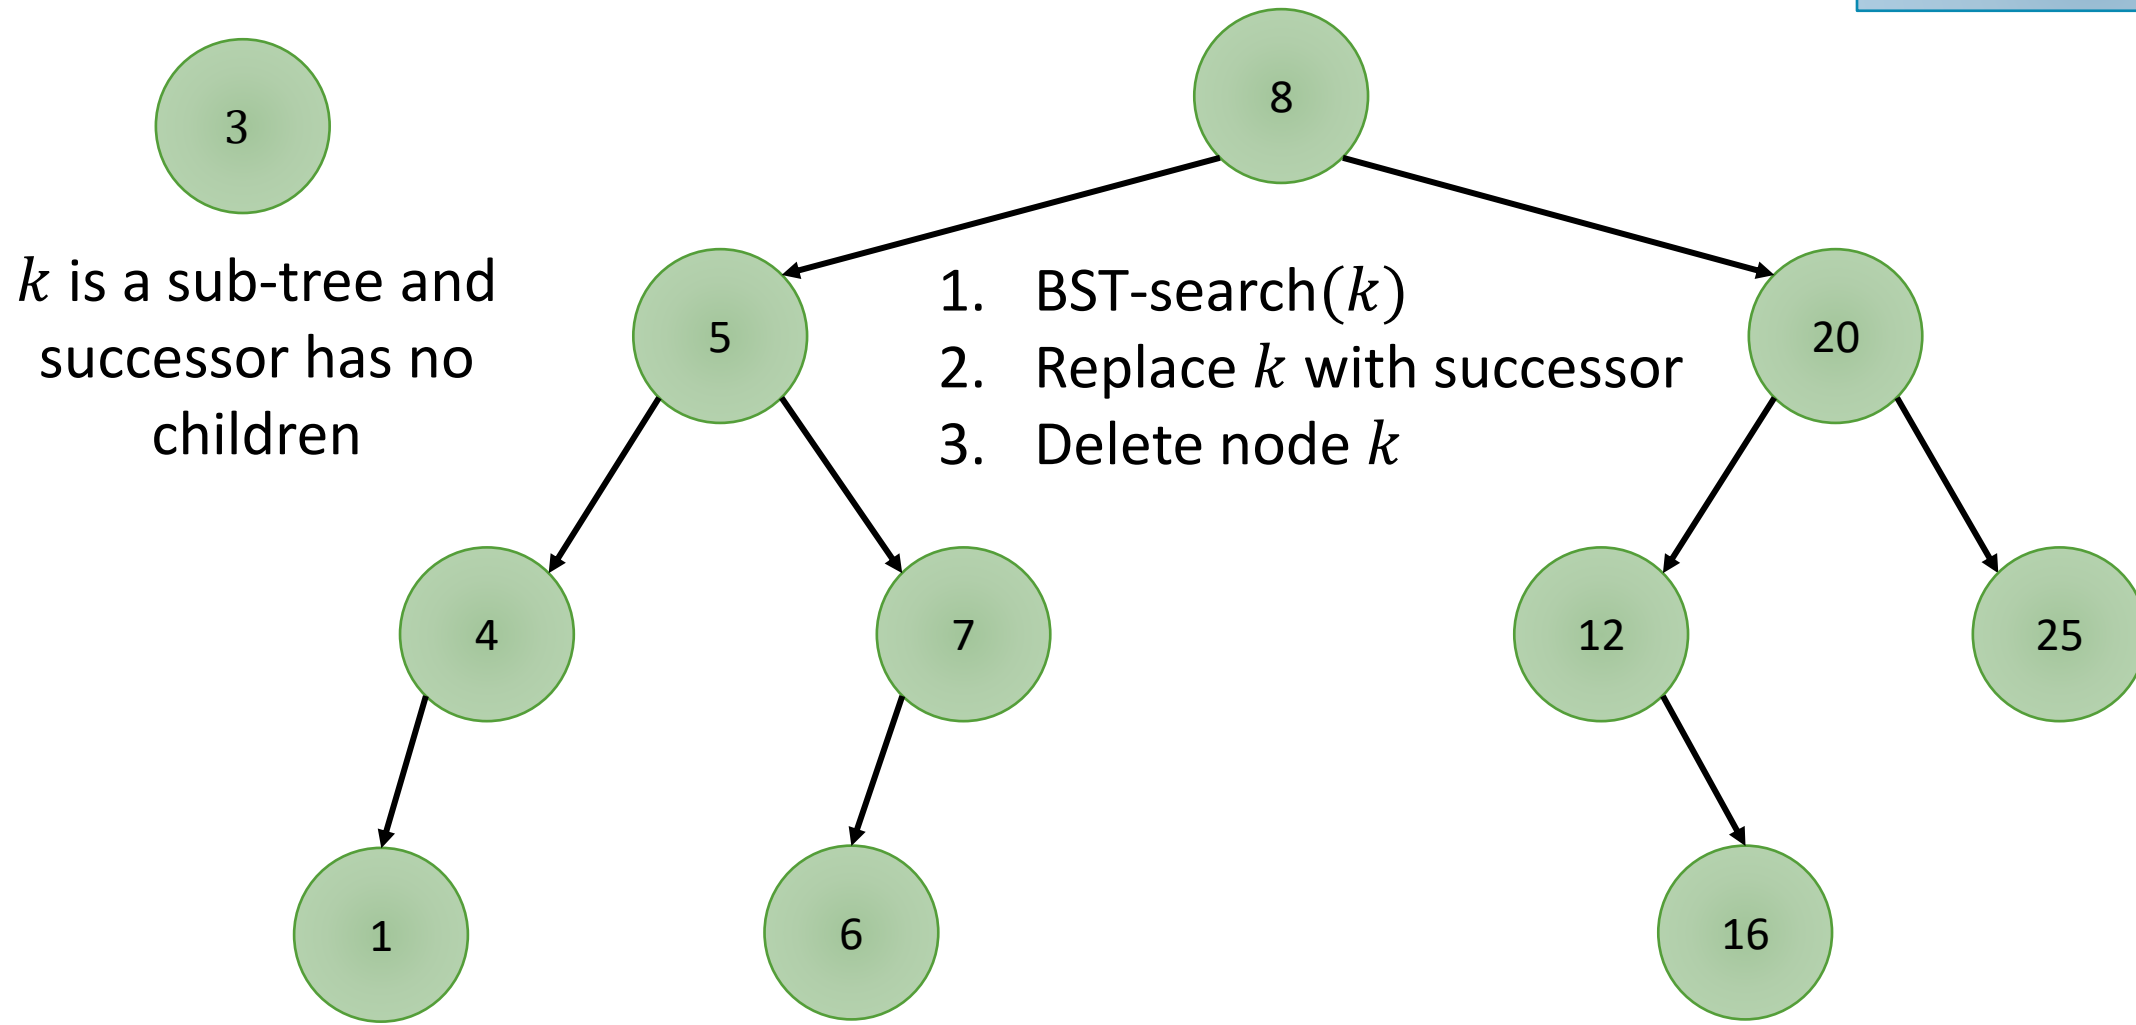 8
3
k is a sub-tree and
successor has no
children
1. BST-search(k)
2. Replace k with successor
3. Delete node k
5
20
4
7
12
25
1
6
16